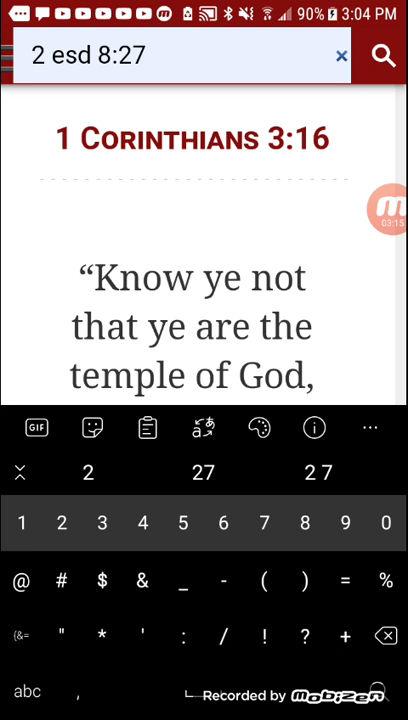 90% 3:04 PM
2 esd 8:27 ×
1 CORINTHIANS 3:16
m
03:15
“Know ye not
that ye are the
temple of God,
GIF
2 27 2 7
1 2 3 4 5 6 7 8 9 0
@ # $ & _ - ( ) = %
{&= " * ' : / ! ? +
abc , Recorded by mobizen